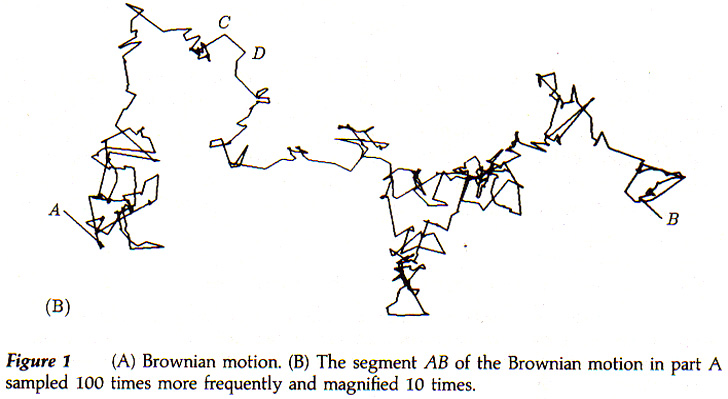 C
D
A
B
(B)
Figure 1 (A) Brownian motion. (B) The segment AB of the Brownian motion in part A
sampled 100 times more frequently and magnified 10 times.